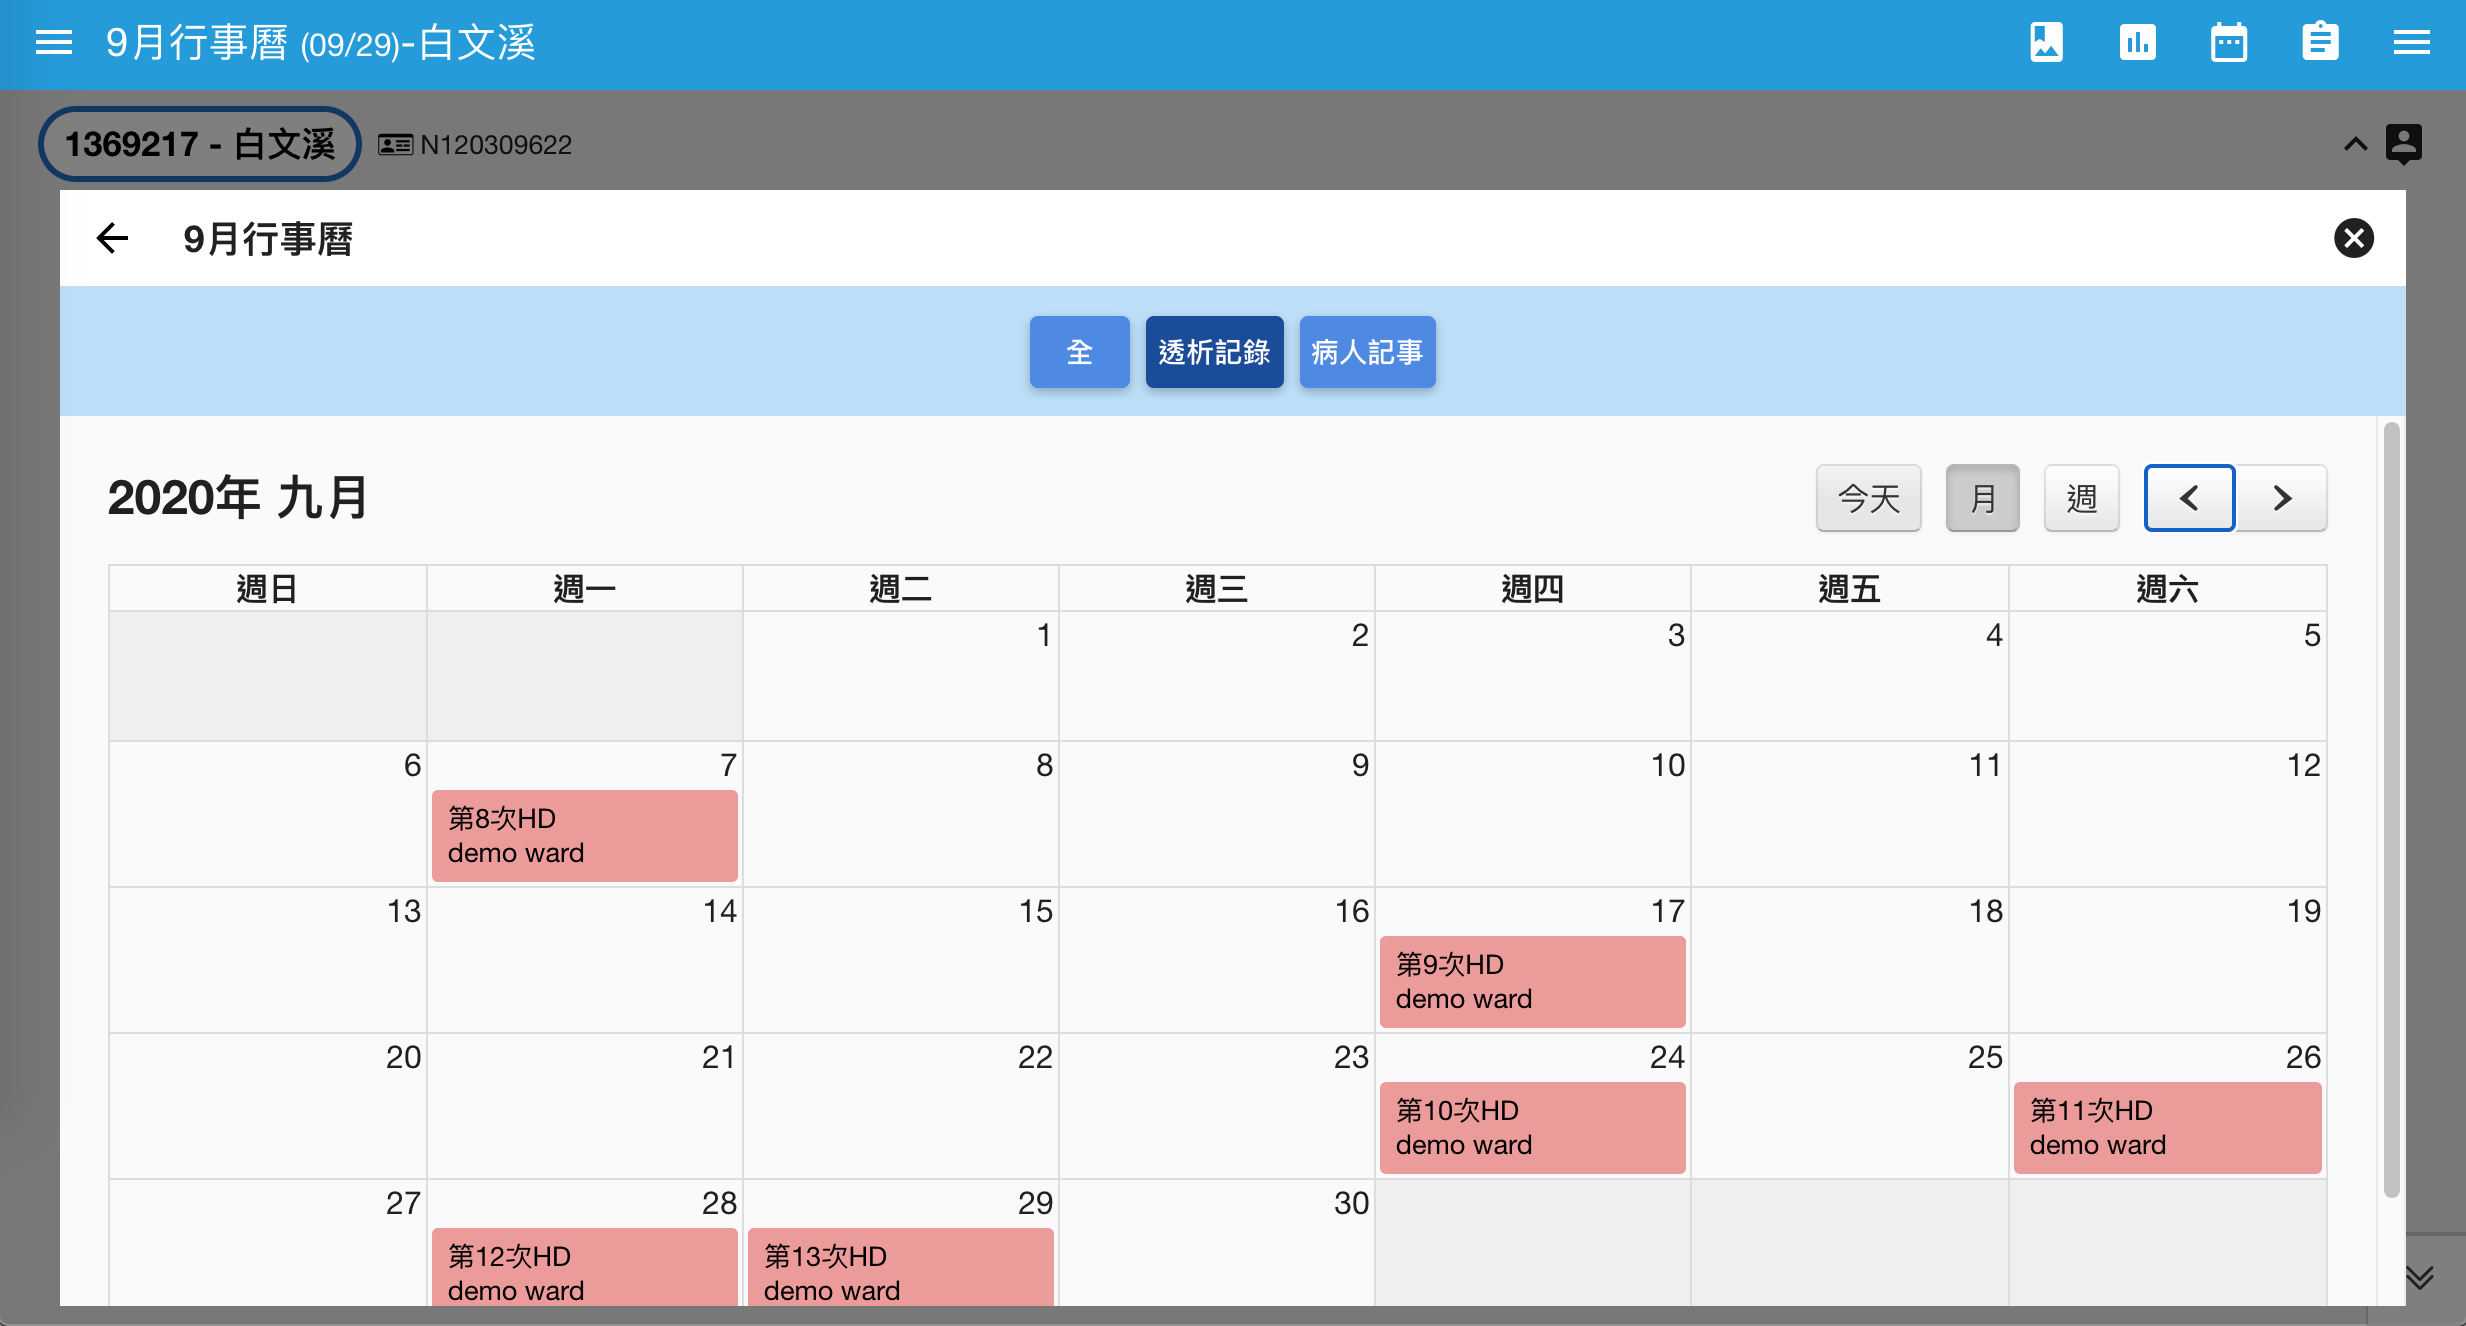 9月行事曆 (09/29)-白文溪
1369217 - 白文溪
N120309622
9月行事曆
全
透析記錄
病人記事
2020年 九月
今天
月
週
週日 週一 週二 週三 週四 週五 週六
1 2 3 4 5
6 7 8 9 10 11 12
第8次HD
demo ward
13 14 15 16 17 18 19
第9次HD
demo ward
20 21 22 23 24 25 26
第10次HD
demo ward
第11次HD
demo ward
27 28 29 30
第12次HD
demo ward
第13次HD
demo ward